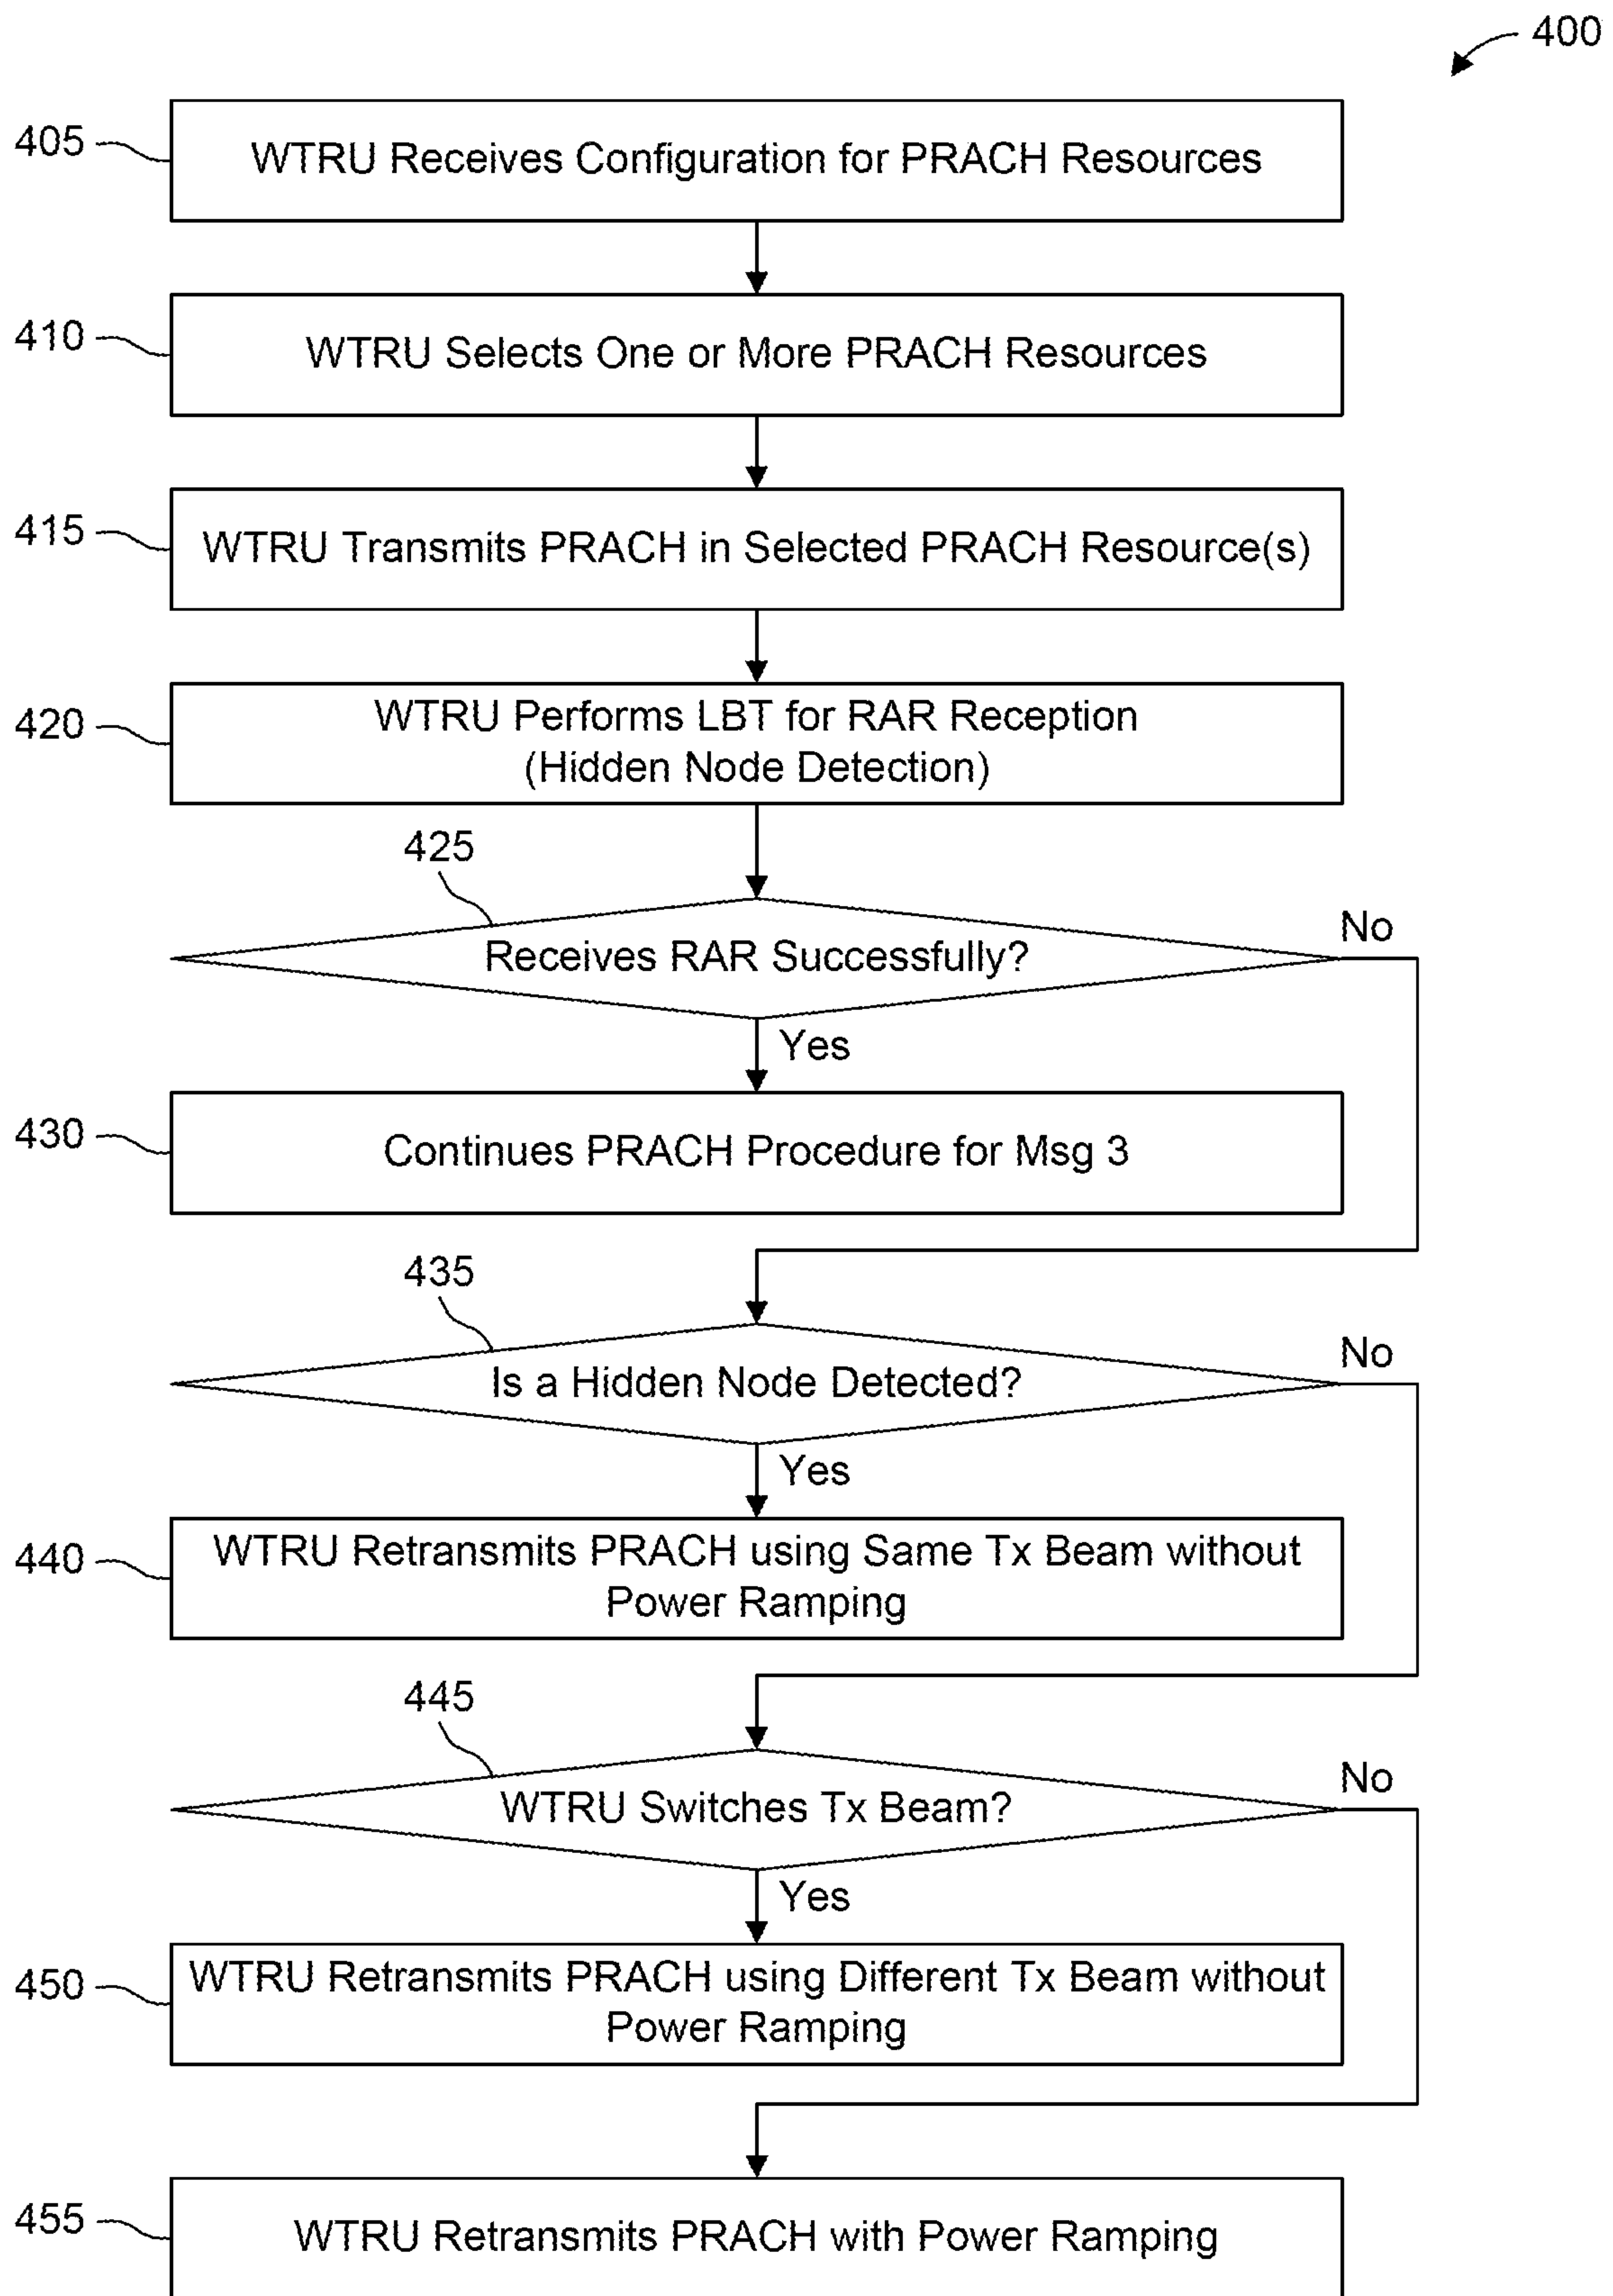 400
405
WTRU Receives Configuration for PRACH Resources
410
WTRU Selects One or More PRACH Resources
415
WTRU Transmits PRACH in Selected PRACH Resource(s)
420
WTRU Performs LBT for RAR Reception
(Hidden Node Detection)
425
Receives RAR Successfully?
No
Yes
430
Continues PRACH Procedure for Msg 3
435
Is a Hidden Node Detected?
No
Yes
440
WTRU Retransmits PRACH using Same Tx Beam without
Power Ramping
445
WTRU Switches Tx Beam?
No
Yes
450
WTRU Retransmits PRACH using Different Tx Beam without
Power Ramping
455
WTRU Retransmits PRACH with Power Ramping